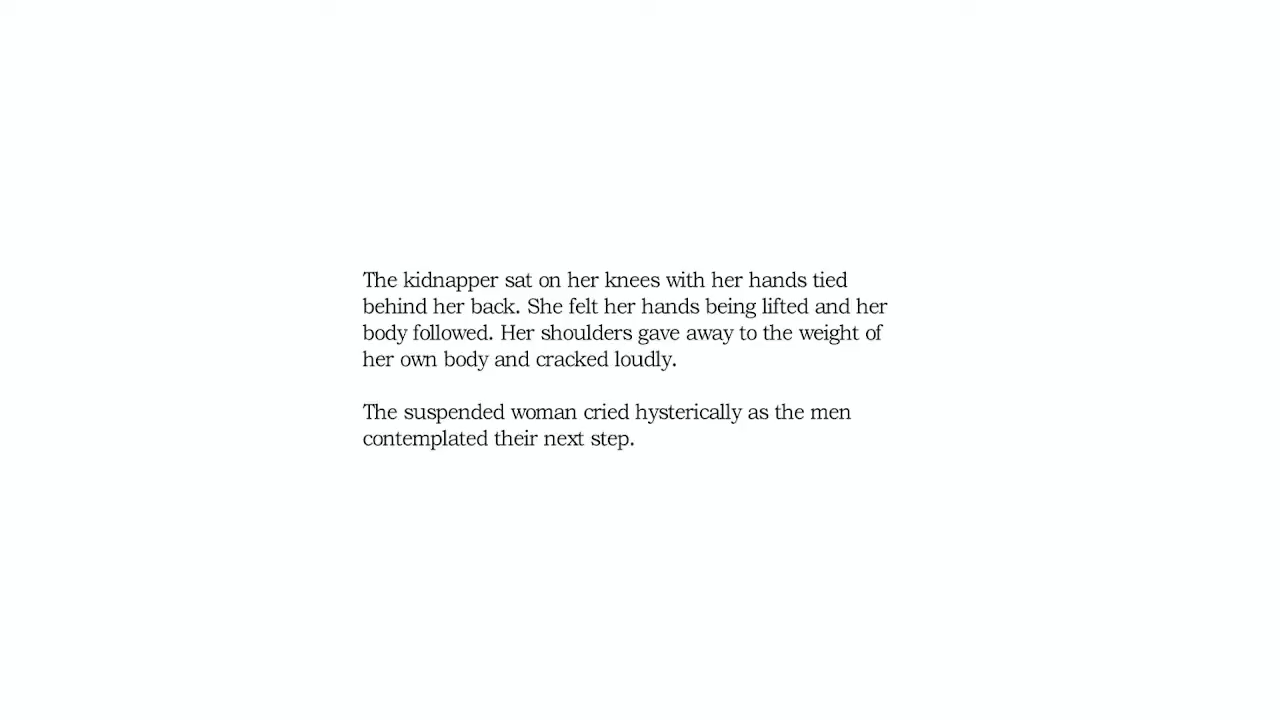 The kidnapper sat on her knees with her hands tied
behind her back. She felt her hands being lifted and her
body followed. Her shoulders gave away to the weight of
her own body and cracked loudly.
The suspended woman cried hysterically as the men
contemplated their next step.